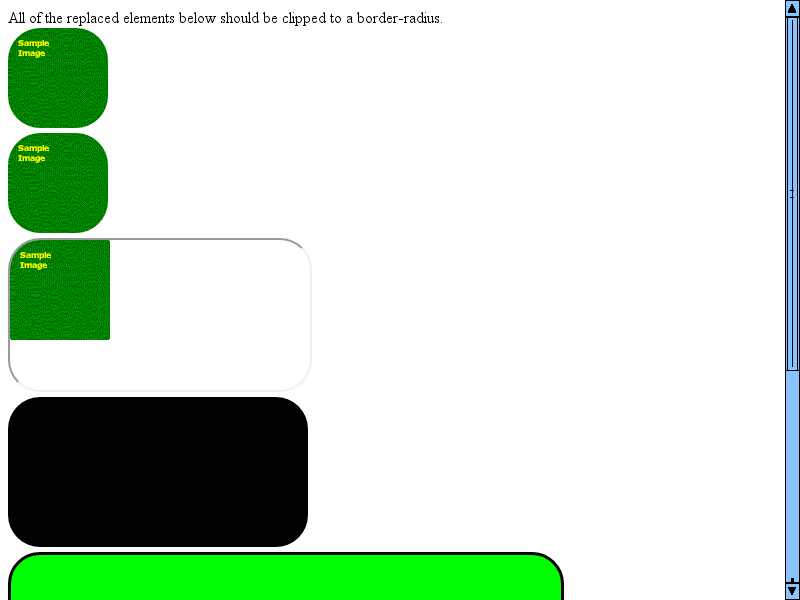 All of the replaced elements below should be clipped to a border-radius.
Sample
Image
Sample
Image
Sample
Image